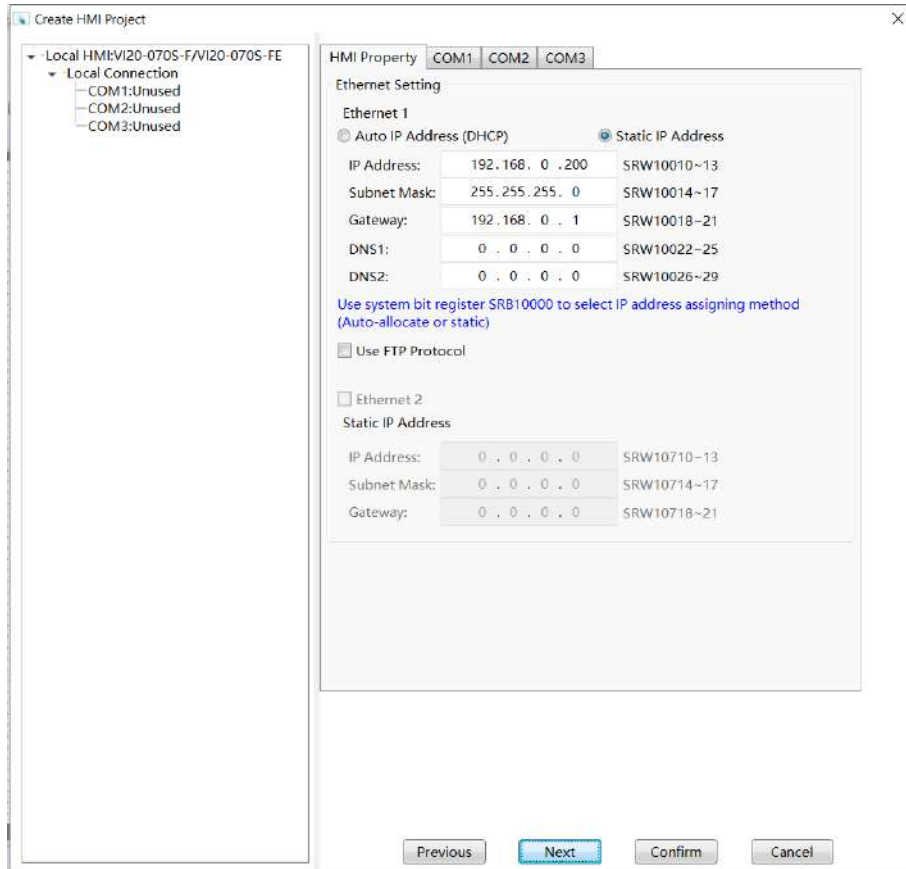 Create HMI Project
Local HMI:VI20-070S-F/VI20-070S-FE
Local Connection
COM1:Unused
COM2:Unused
COM3:Unused
HMI Property COM1 COM2 COM3
Ethernet Setting
Ethernet 1
Auto IP Address (DHCP) Static IP Address
IP Address: 192.168. 0 .200 SRW10010~13
Subnet Mask: 255.255.255. 0 SRW10014~17
Gateway: 192.168. 0 . 1 SRW10018~21
DNS1: 0 . 0 . 0 . 0 SRW10022~25
DNS2: 0 . 0 . 0 . 0 SRW10026~29
Use system bit register SRB10000 to select IP address assigning method
(Auto-allocate or static)
Use FTP Protocol
Ethernet 2
Static IP Address
IP Address: 0 . 0 . 0 . 0 SRW10710~13
Subnet Mask: 0 . 0 . 0 . 0 SRW10714~17
Gateway: 0 . 0 . 0 . 0 SRW10718~21
Previous Next Confirm Cancel